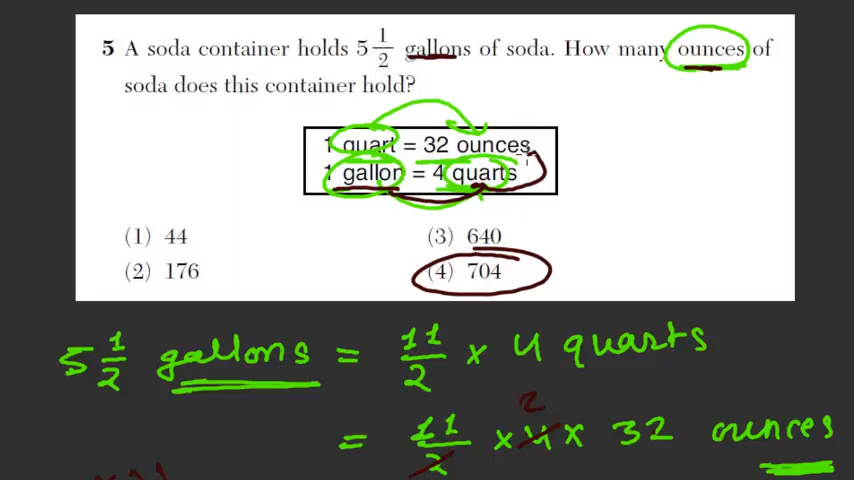 5 A soda container holds 5 1/2 gallons of soda. How many ounces of
soda does this container hold?
1 quart = 32 ounces
1 gallon = 4 quarts
(1) 44 (3) 640
(2) 176 (4) 704
5 1/2 gallons = 11/2 × 4 quarts
2
= 11/2 × 4 × 32 ounces